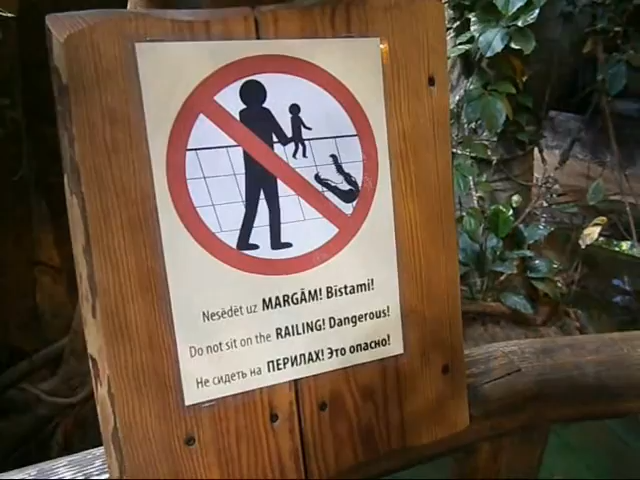 Nesēdēt uz MARGĀM! Bīstami!
Do not sit on the RAILING! Dangerous!
Не сидеть на ПЕРИЛАХ! Это опасно!